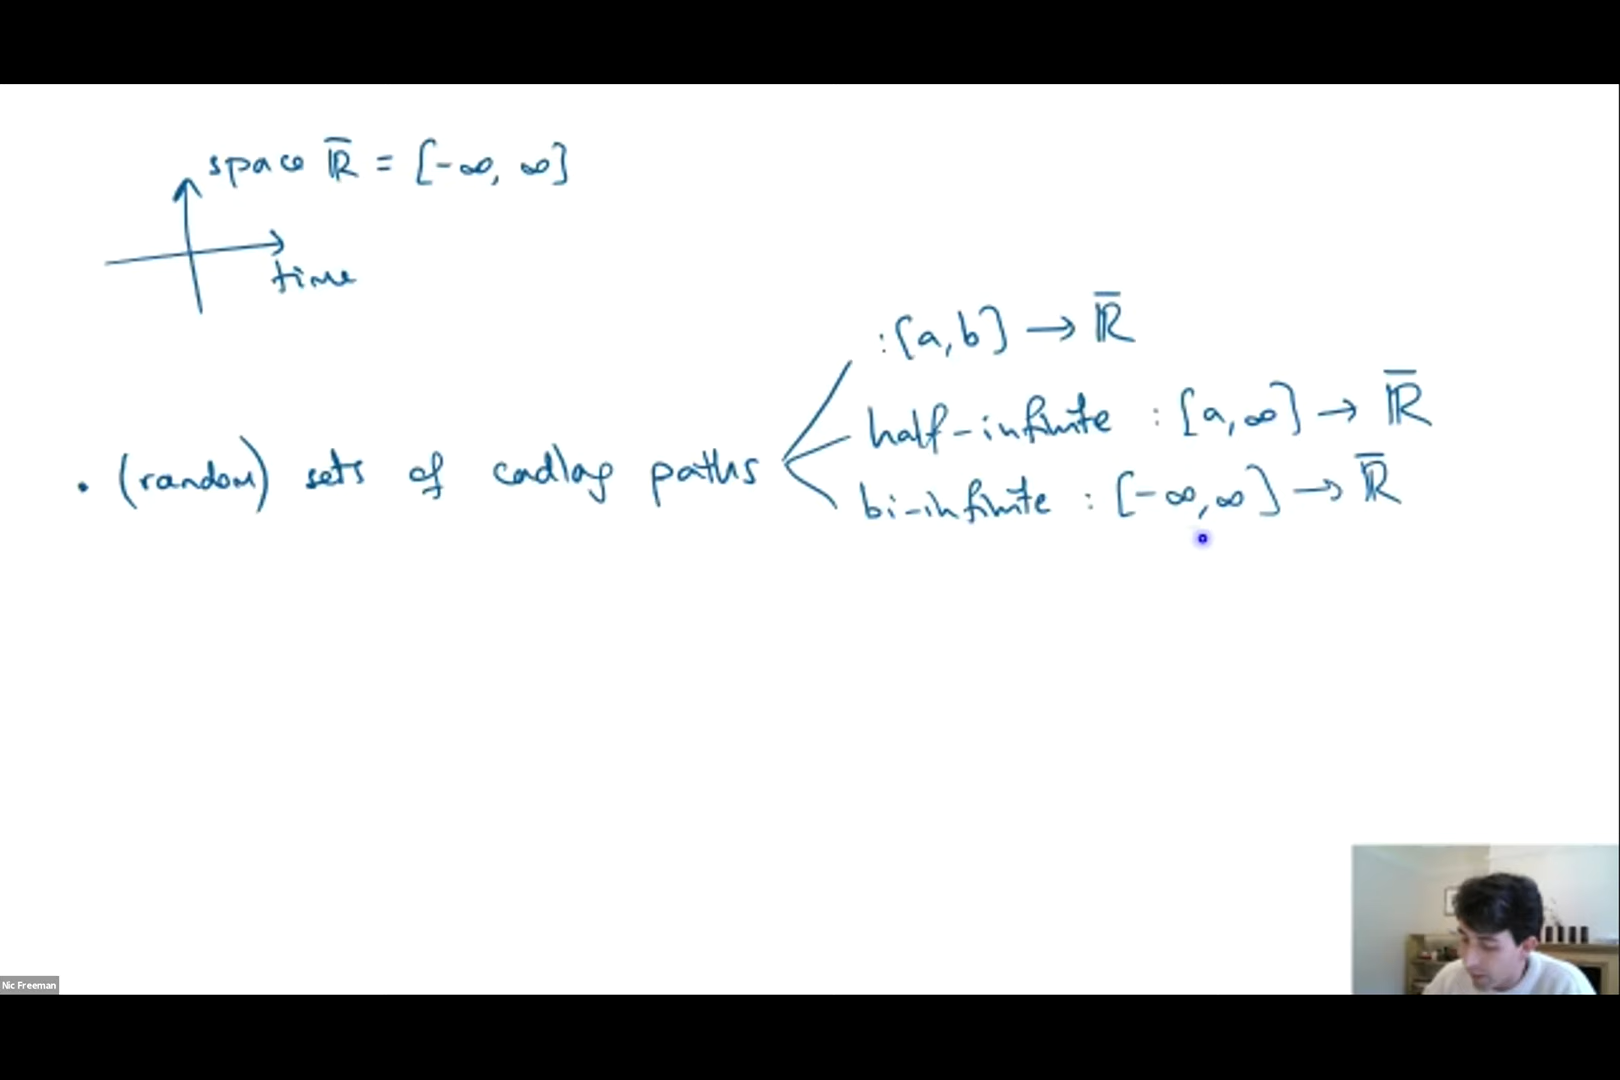 space ℝ̅ = [-∞, ∞]
time
: [a, b] → ℝ̅
half-infinite : [a, ∞] → ℝ̅
• (random) sets of cadlag paths
bi-infinite : [-∞, ∞] → ℝ̅
Nic Freeman